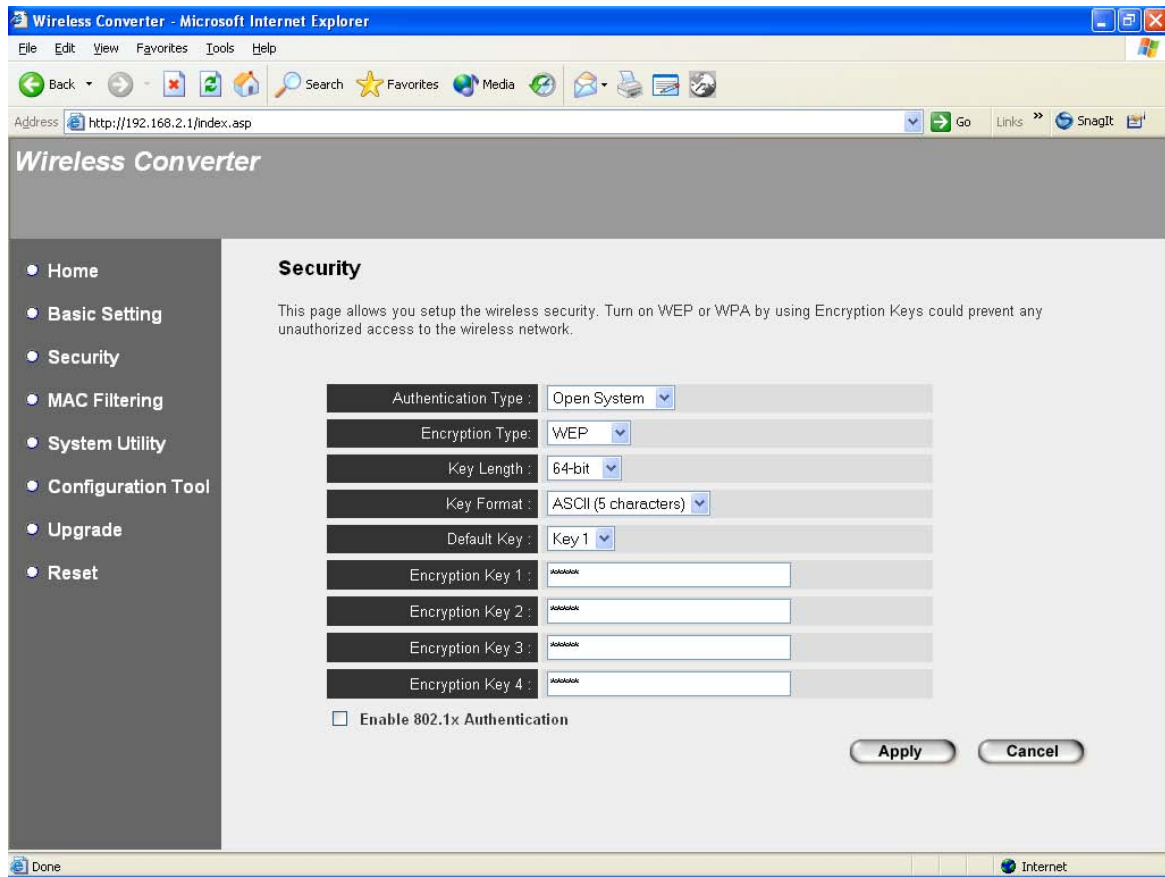 Wireless Converter - Microsoft Internet Explorer
File Edit View Favorites Tools Help
Back Search Favorites Media
Address http://192.168.2.1/index.asp Go Links » SnagIt
Wireless Converter
Home
Basic Setting
Security
MAC Filtering
System Utility
Configuration Tool
Upgrade
Reset
Security
This page allows you setup the wireless security. Turn on WEP or WPA by using Encryption Keys could prevent any
unauthorized access to the wireless network.
Authentication Type : Open System
Encryption Type: WEP
Key Length : 64-bit
Key Format : ASCII (5 characters)
Default Key : Key 1
Encryption Key 1 : *****
Encryption Key 2 : *****
Encryption Key 3 : *****
Encryption Key 4 : *****
Enable 802.1x Authentication
Apply Cancel
Done Internet